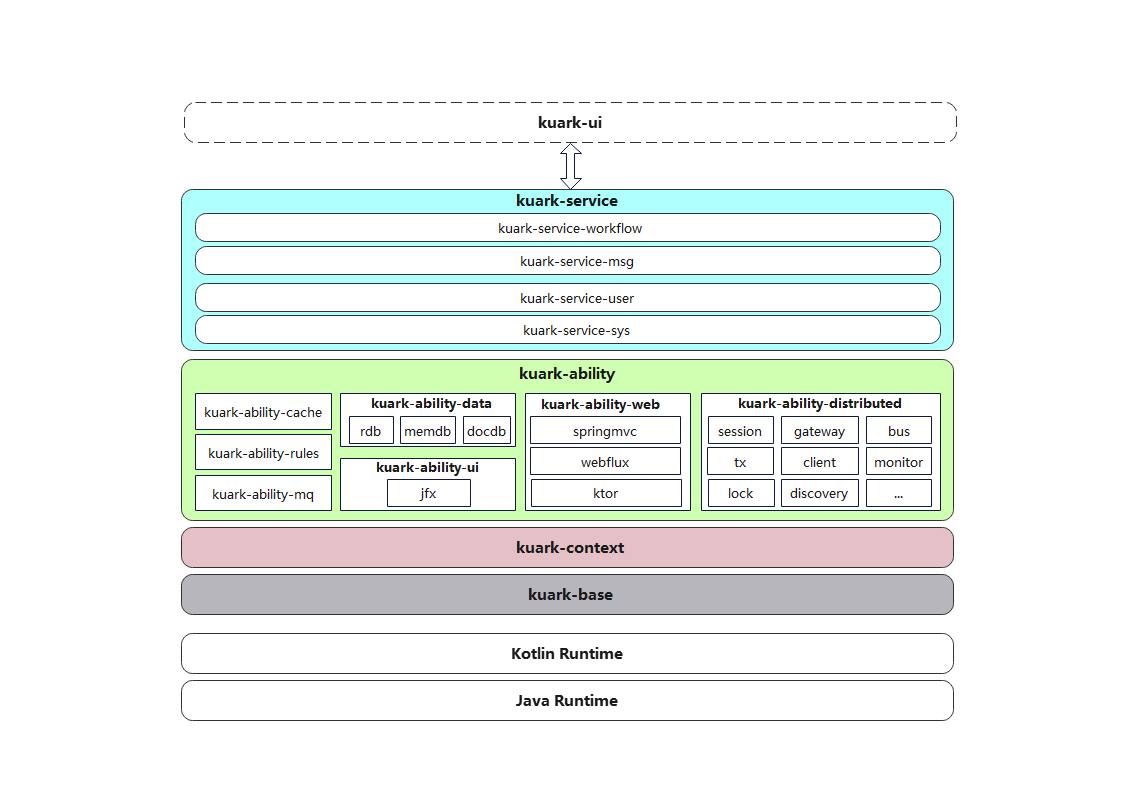 kuark-ui
kuark-service
kuark-service-workflow
kuark-service-msg
kuark-service-user
kuark-service-sys
kuark-ability
kuark-ability-cache
kuark-ability-rules
kuark-ability-mq
kuark-ability-data
rdb memdb docdb
kuark-ability-ui
jfx
kuark-ability-web
springmvc
webflux
ktor
kuark-ability-distributed
session gateway bus
tx client monitor
lock discovery ...
kuark-context
kuark-base
Kotlin Runtime
Java Runtime